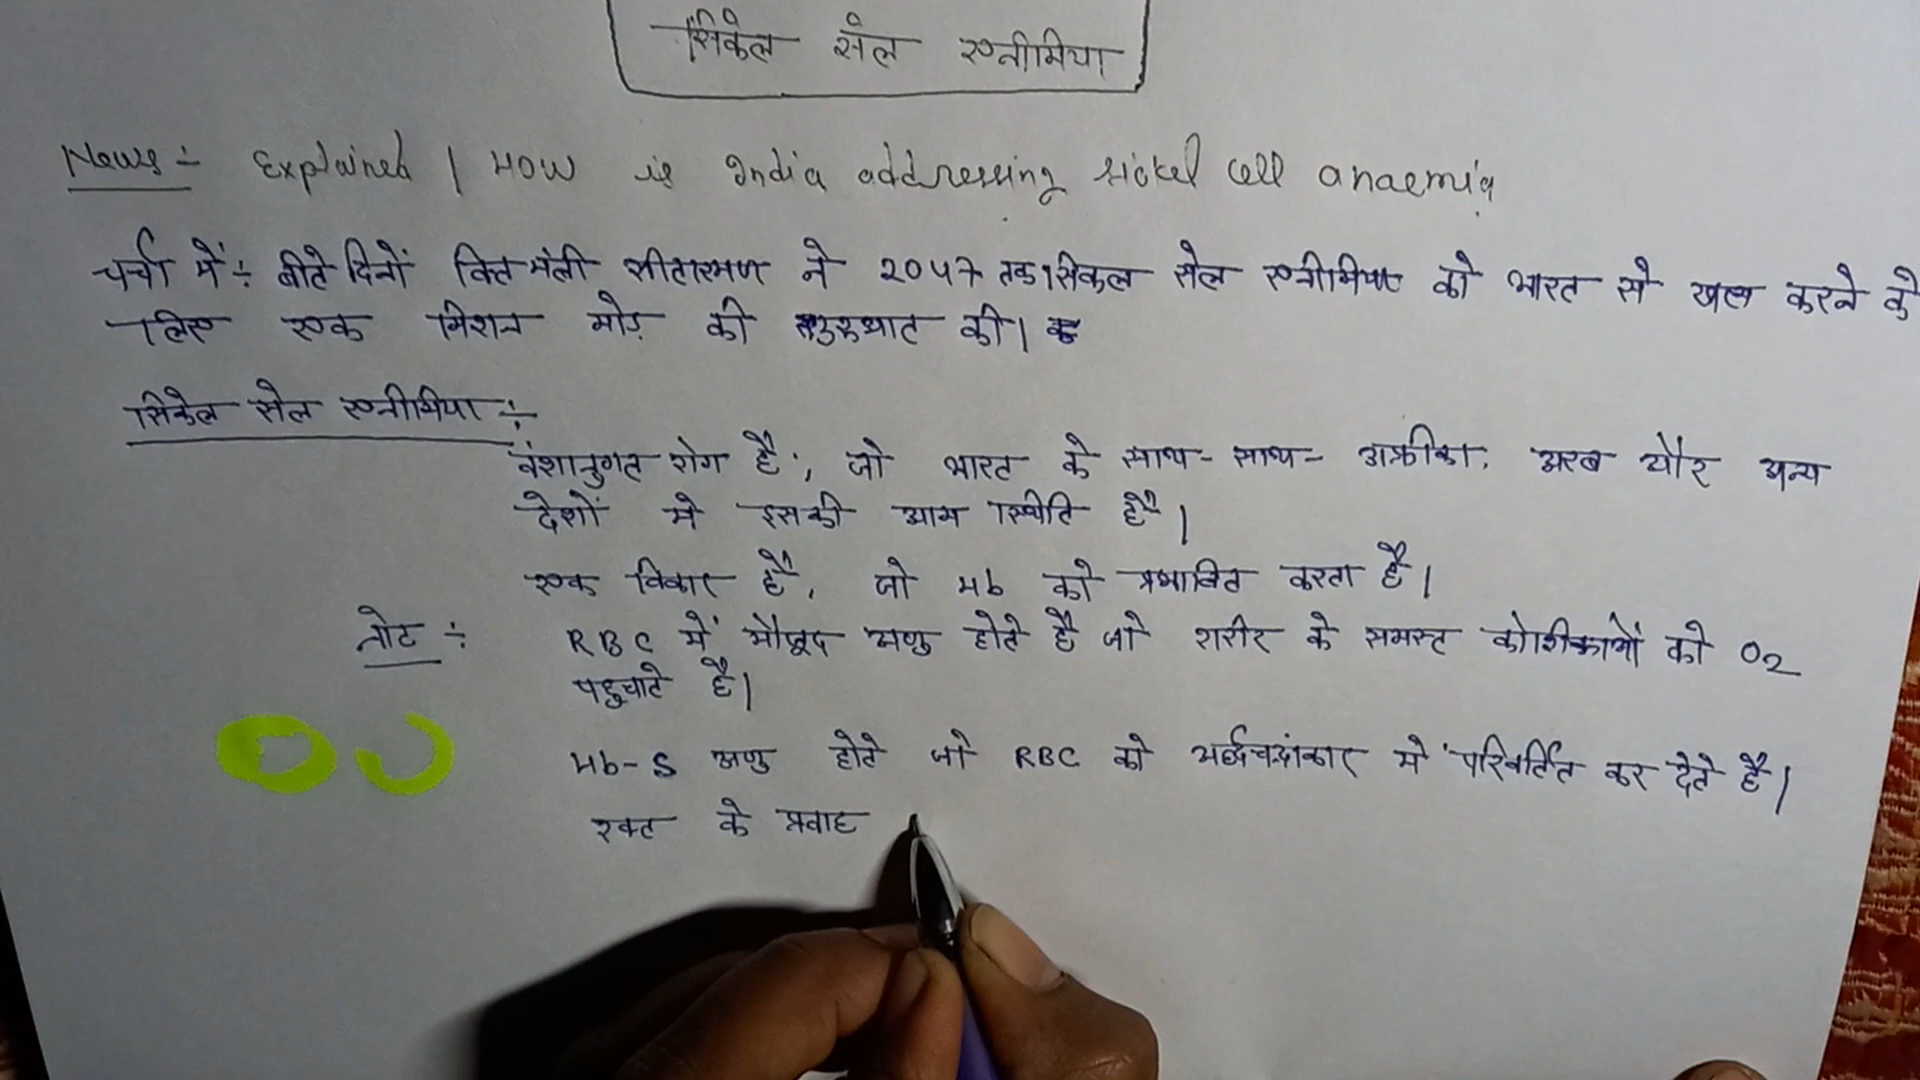 सिकेल सेल एनीमिया
News :- Explained | How is India addressing sickel cell anaemia
चर्चा में :- बीते दिनों वित मंत्री सीतारमण ने 2047 तक सिकल सेल एनीमिया को भारत से खत्म करने के
लिए एक मिशन मोड़ की शुरुआत की।
सिकेल सेल एनीमिया :-
वंशानुगत रोग है, जो भारत के साथ-साथ- अफ्रीका, अरब और अन्य
देशों मे इसकी आम स्थिति है।
एक विकार है, जो Hb को प्रभावित करता है।
नोट :- RBC में मौजूद अणु होते है जो शरीर के समस्त कोशिकाओं को O2
पहुचाते है।
Hb-S अणु होते जो RBC को अर्द्धचद्रांकार मे परिवर्तित कर देते है।
रक्त के प्रवाह